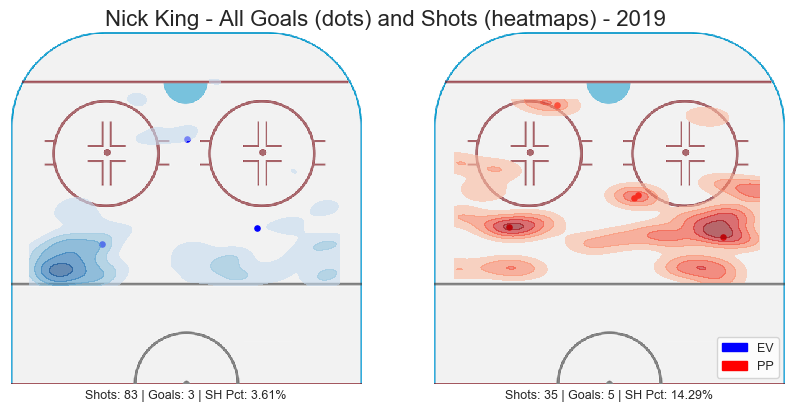 Nick King - All Goals (dots) and Shots (heatmaps) - 2019
EV
PP
Shots: 83 | Goals: 3 | SH Pct: 3.61%
Shots: 35 | Goals: 5 | SH Pct: 14.29%